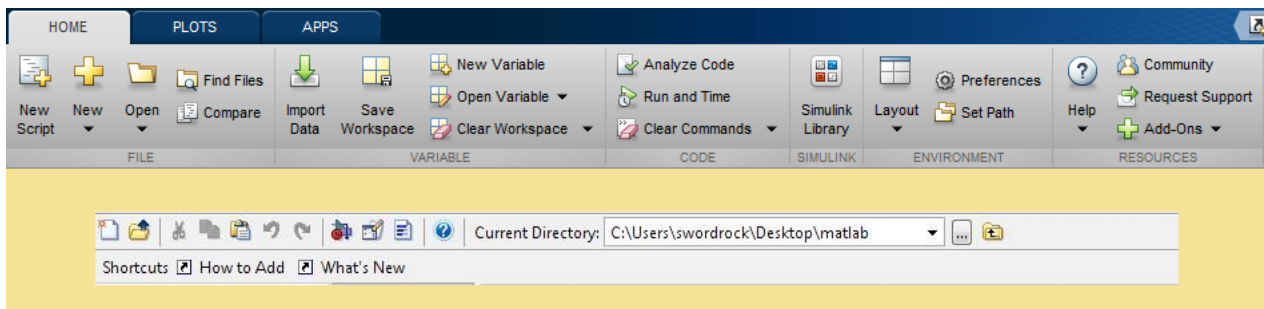 HOME PLOTS APPS
New Script New Open Find Files Compare Import Data Save Workspace New Variable Open Variable Clear Workspace Analyze Code Run and Time Clear Commands Simulink Library Layout Preferences Set Path Help Community Request Support Add-Ons
FILE VARIABLE CODE SIMULINK ENVIRONMENT RESOURCES
Current Directory: C:\Users\swordrock\Desktop\matlab ...
Shortcuts How to Add What's New